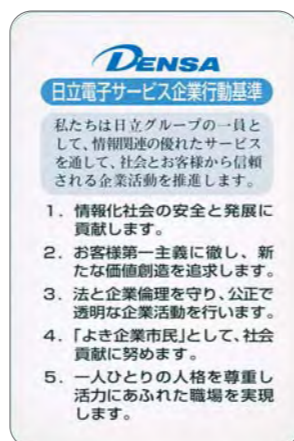 DENSA
日立電子サービス企業行動基準
私たちは日立グループの一員と
して、情報関連の優れたサービス
を通して、社会とお客様から信頼
される企業活動を推進します。
1. 情報化社会の安全と発展に
貢献します。
2. お客様第一主義に徹し、新
たな価値創造を追求します。
3. 法と企業倫理を守り、公正で
透明な企業活動を行います。
4. 「よき企業市民」として、社会
貢献に努めます。
5. 一人ひとりの人格を尊重し
活力にあふれた職場を実現
します。